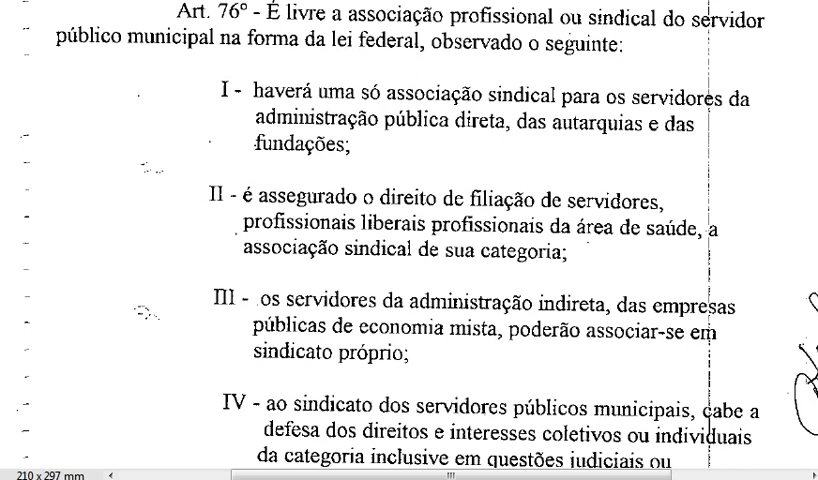 Art. 76º - É livre a associação profissional ou sindical do servidor
público municipal na forma da lei federal, observado o seguinte:
I - haverá uma só associação sindical para os servidores da
administração pública direta, das autarquias e das
fundações;
II - é assegurado o direito de filiação de servidores,
profissionais liberais profissionais da área de saúde, a
associação sindical de sua categoria;
III - os servidores da administração indireta, das empresas
públicas de economia mista, poderão associar-se em
sindicato próprio;
IV - ao sindicato dos servidores públicos municipais, cabe a
defesa dos direitos e interesses coletivos ou individuais
da categoria inclusive em questões judiciais ou
210 x 297 mm